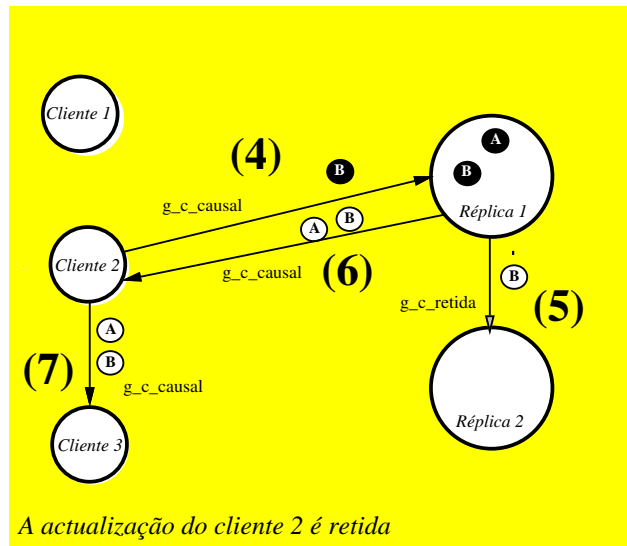 Cliente 1
A
(4)
B
B
g_c_causal
Réplica 1
A
B
Cliente 2
g_c_causal
(6)
B
g_c_retida
(5)
A
(7)
B
g_c_causal
Réplica 2
Cliente 3
A actualização do cliente 2 é retida